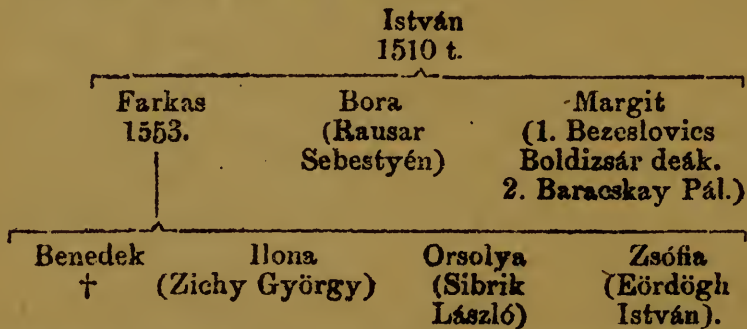 István
1510 t.
Farkas Bora Margit
1553. (Rausar (1. Bezeslovics
Sebestyén) Boldizsár deák.
2. Baracskay Pál.)
Benedek Ilona Orsolya Zsófia
† (Zichy György) (Sibrik (Eördögh
László) István).